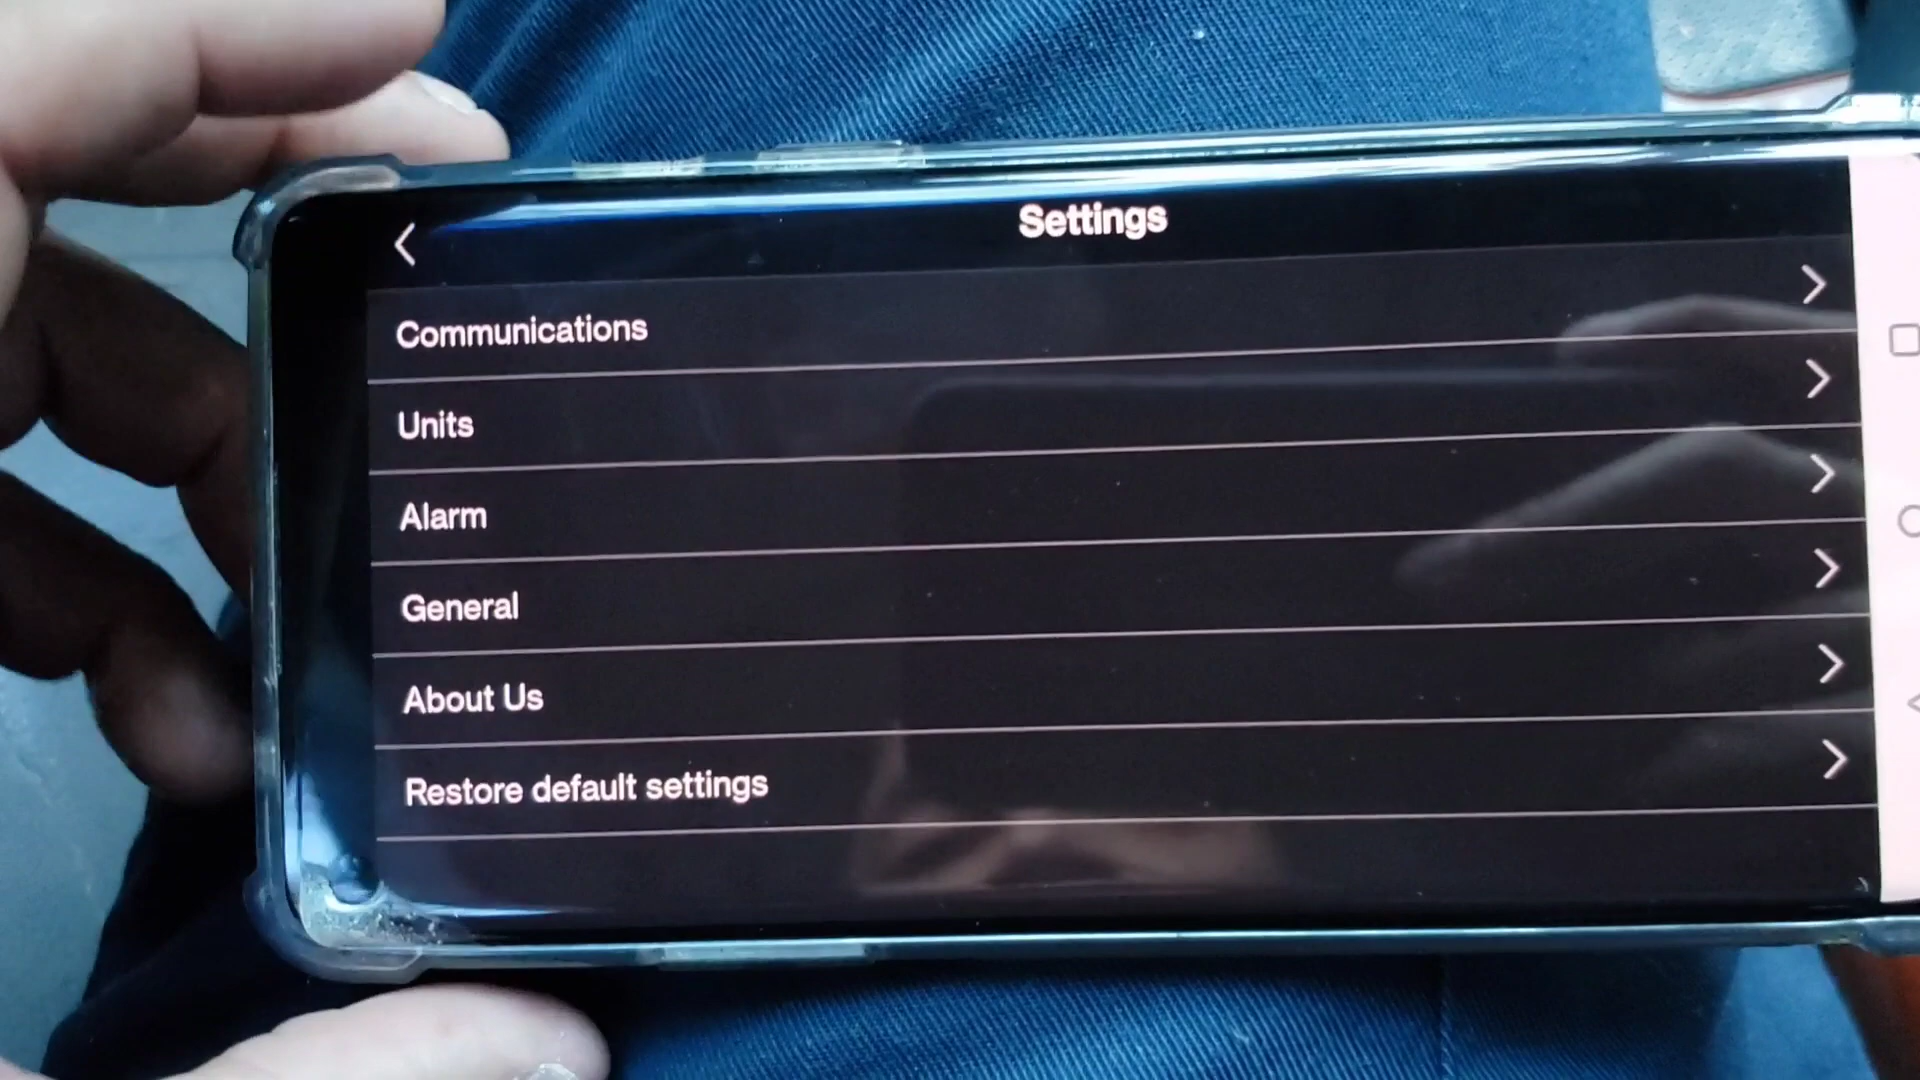 Settings
Communications
Units
Alarm
General
About Us
Restore default settings